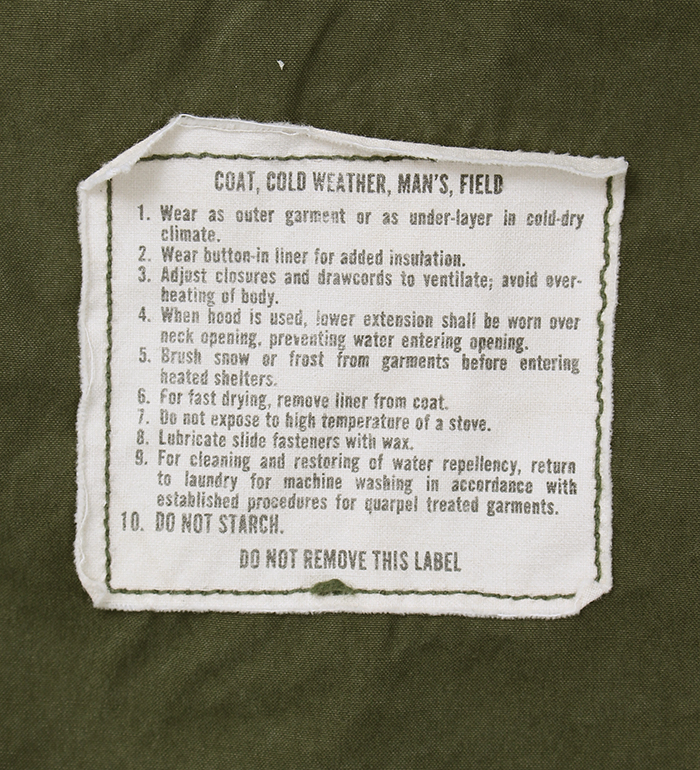 COAT, COLD WEATHER, MAN'S, FIELD
1. Wear as outer garment or as under-layer in cold-dry
climate.
2. Wear button-in liner for added insulation.
3. Adjust closures and drawcords to ventilate; avoid over-
heating of body.
4. When hood is used, lower extension shall be worn over
neck opening, preventing water entering opening.
5. Brush snow or frost from garments before entering
heated shelters.
6. For fast drying, remove liner from coat.
7. Do not expose to high temperature of a stove.
8. Lubricate slide fasteners with wax.
9. For cleaning and restoring of water repellency, return
to laundry for machine washing in accordance with
established procedures for quarpel treated garments.
10. DO NOT STARCH.
DO NOT REMOVE THIS LABEL